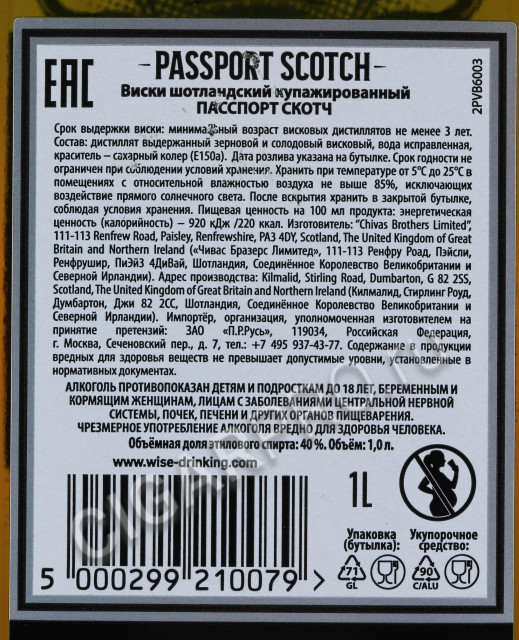 EAC
PASSPORT SCOTCH
Виски шотландский купажированный
ПАССПОРТ СКОТЧ
2PVB6003
Срок выдержки виски: минимальный возраст висковых дистиллятов не менее 3 лет.
Состав: дистиллят выдержанный зерновой и солодовый висковый, вода исправленная,
краситель – сахарный колер (Е150а). Дата розлива указана на бутылке. Срок годности не
ограничен при соблюдении условий хранения. Хранить при температуре от 5°С до 25°С в
помещениях с относительной влажностью воздуха не выше 85%, исключающих
воздействие прямого солнечного света. После вскрытия хранить в закрытой бутылке,
соблюдая условия хранения. Пищевая ценность на 100 мл продукта: энергетическая
ценность (калорийность) – 920 кДж /220 ккал. Изготовитель: "Chivas Brothers Limited",
111-113 Renfrew Road, Paisley, Renfrewshire, PA3 4DY, Scotland, The United Kingdom of Great
Britain and Northern Ireland («Чивас Бразерс Лимитед», 111-113 Ренфру Роад, Пэйсли,
Ренфрушир, ПиЭй3 4ДиВай, Шотландия, Соединённое Королевство Великобритании и
Северной Ирландии). Адрес производства: Kilmalid, Stirling Road, Dumbarton, G 82 2SS,
Scotland, The United Kingdom of Great Britain and Northern Ireland (Килмалид, Стирлинг Роуд,
Думбартон, Джи 82 2СС, Шотландия, Соединённое Королевство Великобритании и
Северной Ирландии). Импортёр, организация, уполномоченная изготовителем на
принятие претензий: ЗАО «П.Р.Русь», 119034, Российская Федерация,
г. Москва, Сеченовский пер., д. 7, тел.: +7 495 937-43-77. Содержание в продукции
вредных для здоровья веществ не превышает допустимые уровни, установленные в
нормативных документах.
АЛКОГОЛЬ ПРОТИВОПОКАЗАН ДЕТЯМ И ПОДРОСТКАМ ДО 18 ЛЕТ, БЕРЕМЕННЫМ И
КОРМЯЩИМ ЖЕНЩИНАМ, ЛИЦАМ С ЗАБОЛЕВАНИЯМИ ЦЕНТРАЛЬНОЙ НЕРВНОЙ
СИСТЕМЫ, ПОЧЕК, ПЕЧЕНИ И ДРУГИХ ОРГАНОВ ПИЩЕВАРЕНИЯ.
ЧРЕЗМЕРНОЕ УПОТРЕБЛЕНИЕ АЛКОГОЛЯ ВРЕДНО ДЛЯ ЗДОРОВЬЯ ЧЕЛОВЕКА.
Объёмная доля этилового спирта: 40 %. Объём: 1,0 л.
www.wise-drinking.com
1L
Упаковка
(бутылка):
Укупорочное
средство:
71
GL
90
C/ALU
5 000299 210079 >
CIGARPRO.RU